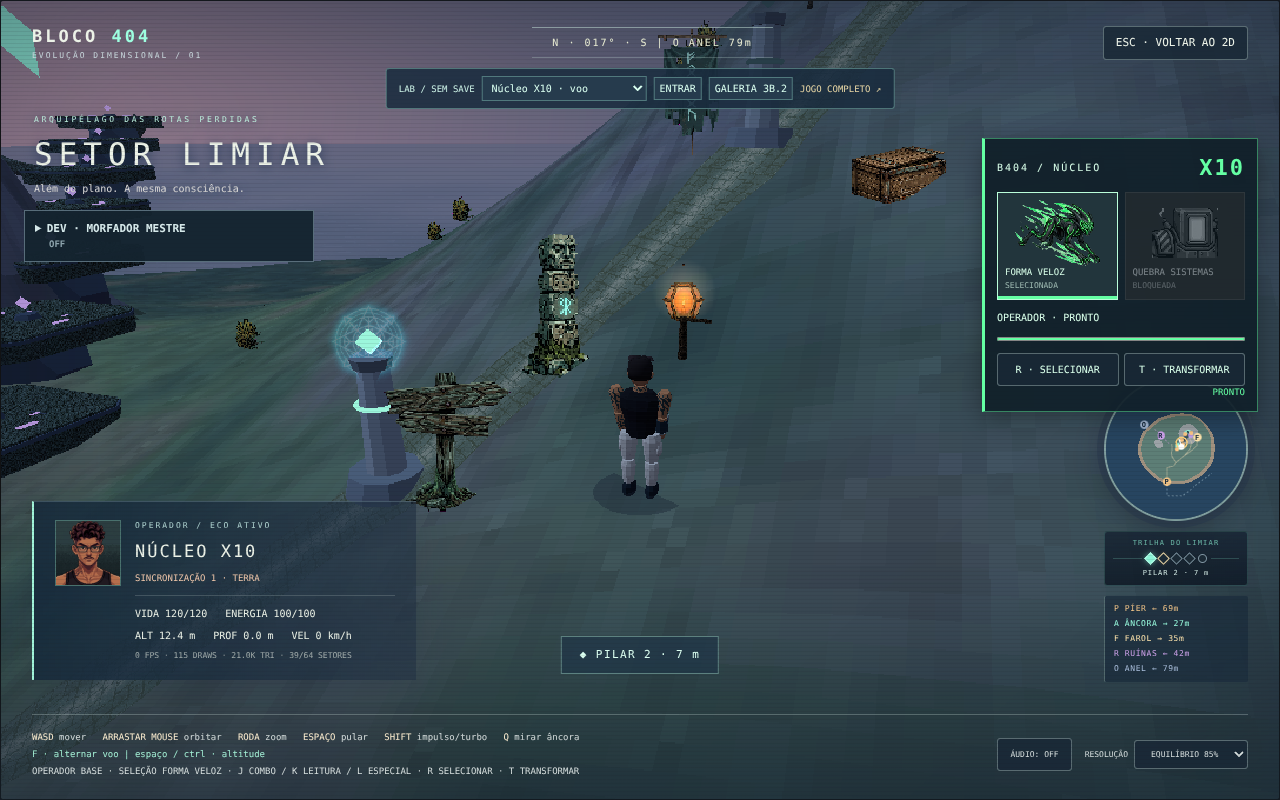 BLOCO 404
EVOLUÇÃO DIMENSIONAL / 01
N · 017° · S | O ANEL 79m
ESC · VOLTAR AO 2D
LAB / SEM SAVE
Núcleo X10 · voo
ENTRAR
GALERIA 3B.2
JOGO COMPLETO ↗
ARQUIPÉLAGO DAS ROTAS PERDIDAS
SETOR LIMIAR
Além do plano. A mesma consciência.
▶ DEV · MORFADOR MESTRE
OFF
B404 / NÚCLEO
X10
FORMA VELOZ
SELECIONADA
QUEBRA SISTEMAS
BLOQUEADA
OPERADOR · PRONTO
R · SELECIONAR
T · TRANSFORMAR
PRONTO
O
R
F
P
TRILHA DO LIMIAR
PILAR 2 · 7 m
P PÍER ← 69m
A ÂNCORA → 27m
F FAROL → 35m
R RUÍNAS ← 42m
O ANEL ← 79m
OPERADOR / ECO ATIVO
NÚCLEO X10
SINCRONIZAÇÃO 1 · TERRA
VIDA 120/120 ENERGIA 100/100
ALT 12.4 m PROF 0.0 m VEL 0 km/h
0 FPS · 115 DRAWS · 21.0K TRI · 39/64 SETORES
◆ PILAR 2 · 7 m
WASD mover ARRASTAR MOUSE orbitar RODA zoom ESPAÇO pular SHIFT impulso/turbo Q mirar âncora
F · alternar voo | espaço / ctrl · altitude
OPERADOR BASE · SELEÇÃO FORMA VELOZ · J COMBO / K LEITURA / L ESPECIAL · R SELECIONAR · T TRANSFORMAR
ÁUDIO: OFF
RESOLUÇÃO
EQUILÍBRIO 85%